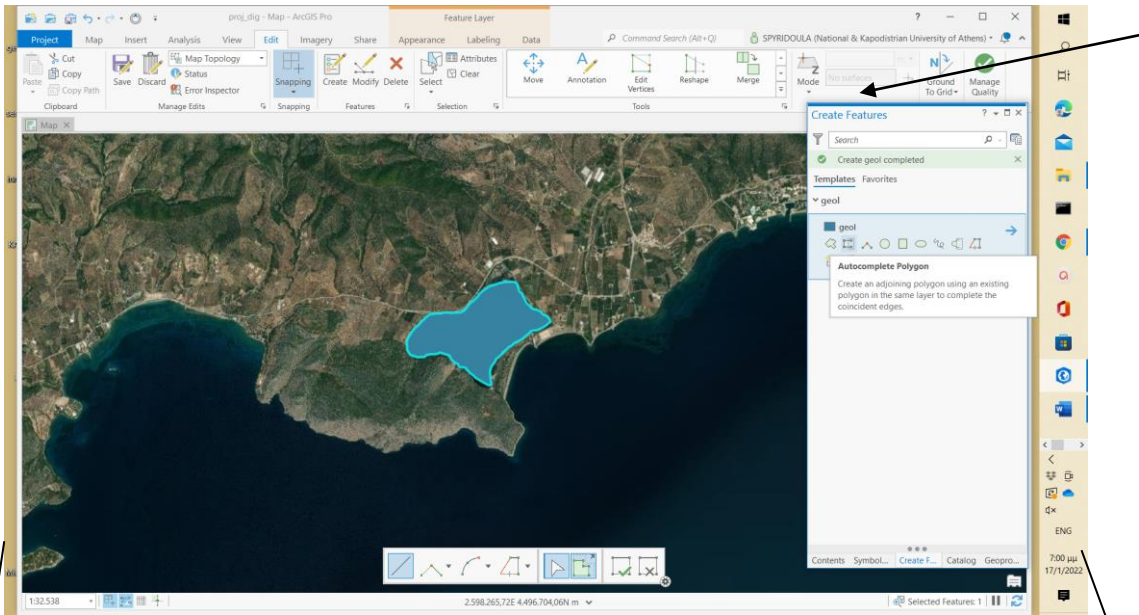 proj_dig - Map - ArcGIS Pro
Feature Layer
Project Map Insert Analysis View Edit Imagery Share Appearance Labeling Data
Command Search (Alt+Q)
SPYRIDOULA (National & Kapodistrian University of Athens)
Paste
Cut
Copy
Copy Path
Clipboard
Save Discard
Map Topology
Status
Error Inspector
Manage Edits
Snapping
Snapping
Create Modify Delete
Features
Select
Attributes
Clear
Selection
Move Annotation Edit Vertices Reshape Merge
Tools
Mode
No surfaces
Ground To Grid
Manage Quality
Map
Create Features
Search
Create geol completed
Templates Favorites
geol
geol
Autocomplete Polygon
Create an adjoining polygon using an existing
polygon in the same layer to complete the
coincident edges.
Contents Symbol... Create F... Catalog Geopro...
1:32.538
2.598.265,72E 4.496.704,06N m
Selected Features: 1
ENG
7:00 μμ
17/1/2022